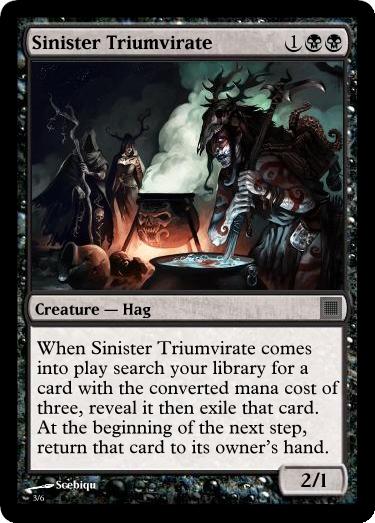 Sinister Triumvirate 1
Creature — Hag
When Sinister Triumvirate comes
into play search your library for a
card with the converted mana cost of
three, reveal it then exile that card.
At the beginning of the next step,
return that card to its owner's hand.
2/1
Scebiqu
3/6